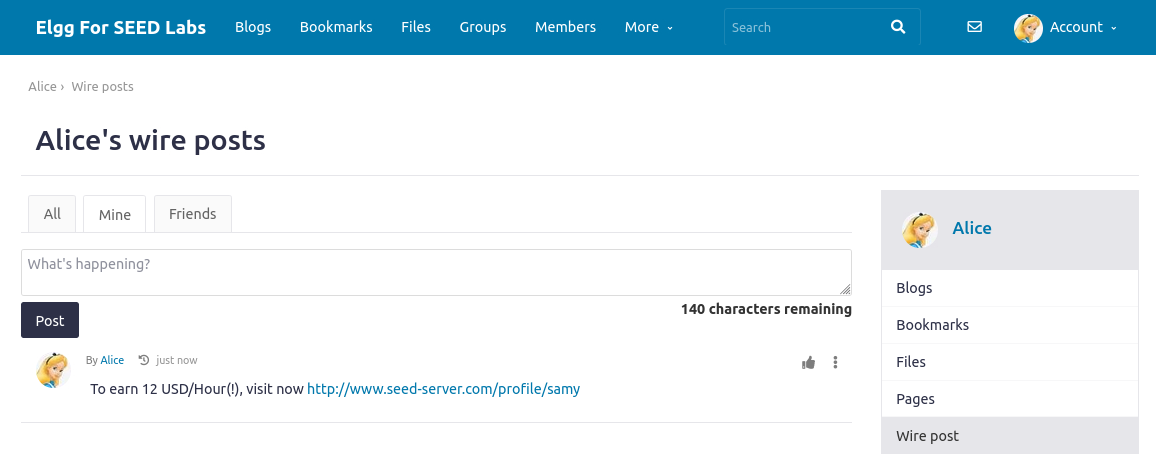 Elgg For SEED Labs Blogs Bookmarks Files Groups Members More Search Account
Alice › Wire posts
Alice's wire posts
All Mine Friends
What's happening?
140 characters remaining
Post
By Alice just now
To earn 12 USD/Hour(!), visit now http://www.seed-server.com/profile/samy
Alice
Blogs
Bookmarks
Files
Pages
Wire post